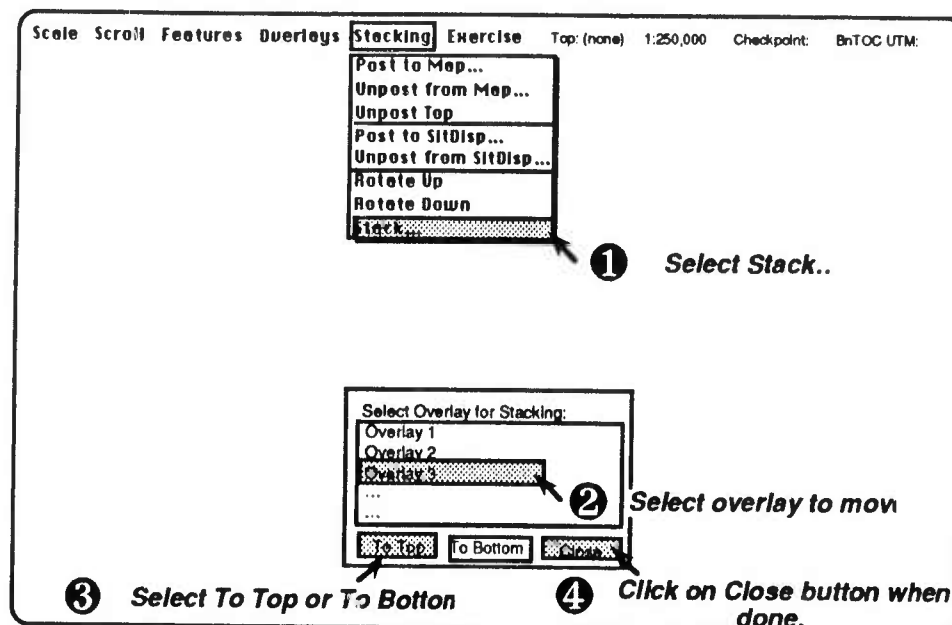 Scale Scroll Features Overlays Stacking Exercise Top: (none) 1:250,000 Checkpoint: BnTOC UTM:
Post to Map...
Unpost from Map...
Unpost Top
Post to SitDisp...
Unpost from SitDisp...
Rotate Up
Rotate Down
Stack...
1 Select Stack..
Select Overlay for Stacking:
Overlay 1
Overlay 2
Overlay 3
...
...
2 Select overlay to mov
To Top To Bottom Close
3 Select To Top or To Botton
4 Click on Close button when
done.